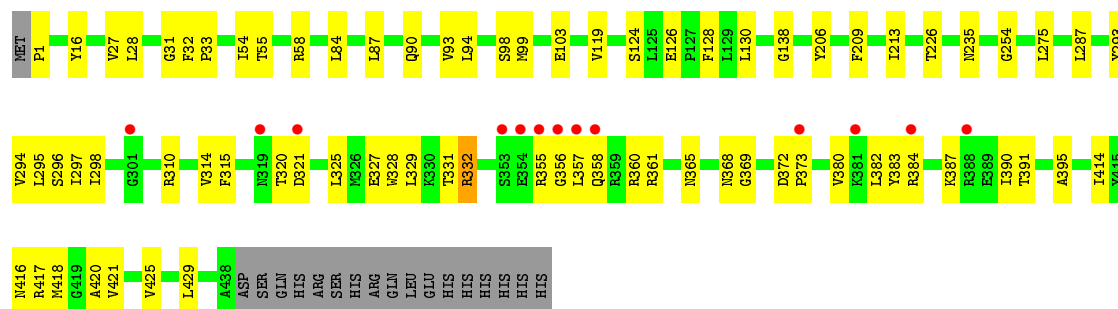 MET P1 Y16 V27 L28 G31 F32 P33 I54 T55 R58 L84 L87 Q90 V93 L94 S98 M99 E103 V119 S124 L125 E126 P127 F128 L129 L130 G138 Y206 F209 I213 T226 N235 G254 L275 L287 Y293
V294 L295 S296 I297 I298 G301 R310 V314 F315 N319 T320 D321 L325 M326 E327 W328 L329 K330 T331 R332 S353 E354 R355 G356 L357 Q358 R359 R360 R361 N365 N368 G369 D372 P373 V380 K381 L382 Y383 R384 K387 R388 E389 I390 T391 A395 I414 Y415
N416 R417 M418 G419 A420 V421 V425 L429 A438 ASP SER GLN HIS ARG SER HIS ARG GLN LEU GLU HIS HIS HIS HIS HIS HIS